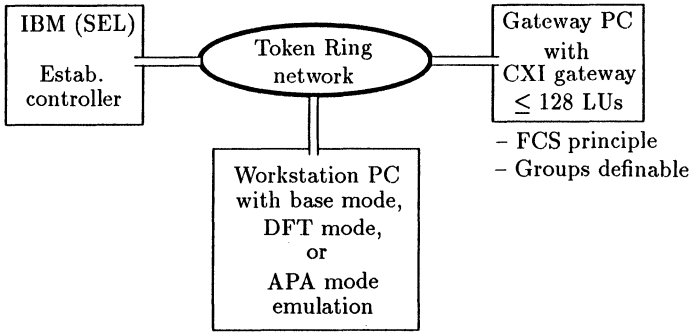 IBM (SEL)
Estab.
controller
Token Ring
network
Gateway PC
with
CXI gateway
≤ 128 LUs
– FCS principle
– Groups definable
Workstation PC
with base mode,
DFT mode,
or
APA mode
emulation